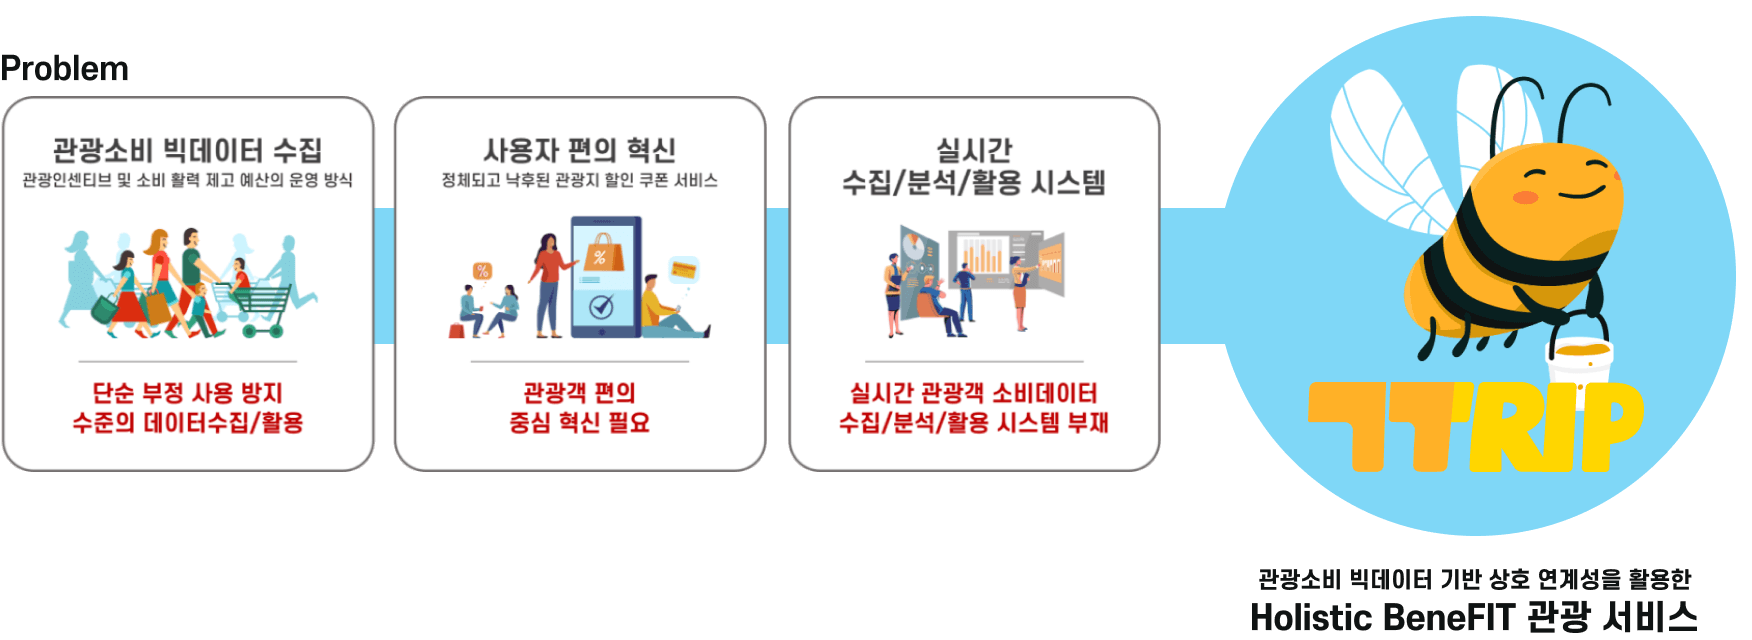 Problem
관광소비 빅데이터 수집
관광인센티브 및 소비 활력 제고 예산의 운영 방식
단순 부정 사용 방지
수준의 데이터수집/활용
사용자 편의 혁신
정체되고 낙후된 관광지 할인 쿠폰 서비스
%
%
관광객 편의
중심 혁신 필요
실시간
수집/분석/활용 시스템
실시간 관광객 소비데이터
수집/분석/활용 시스템 부재
ㄱㄱTRIP
관광소비 빅데이터 기반 상호 연계성을 활용한
Holistic BeneFIT 관광 서비스